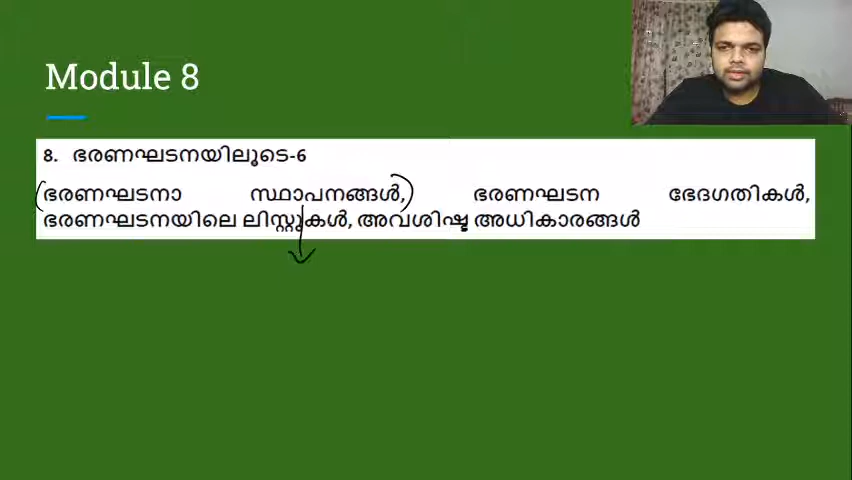 Module 8
8. ഭരണഘടനയിലൂടെ-6
ഭരണഘടനാ സ്ഥാപനങ്ങൾ, ഭരണഘടന ഭേദഗതികൾ,
ഭരണഘടനയിലെ ലിസ്റ്റുകൾ, അവശിഷ്ട അധികാരങ്ങൾ